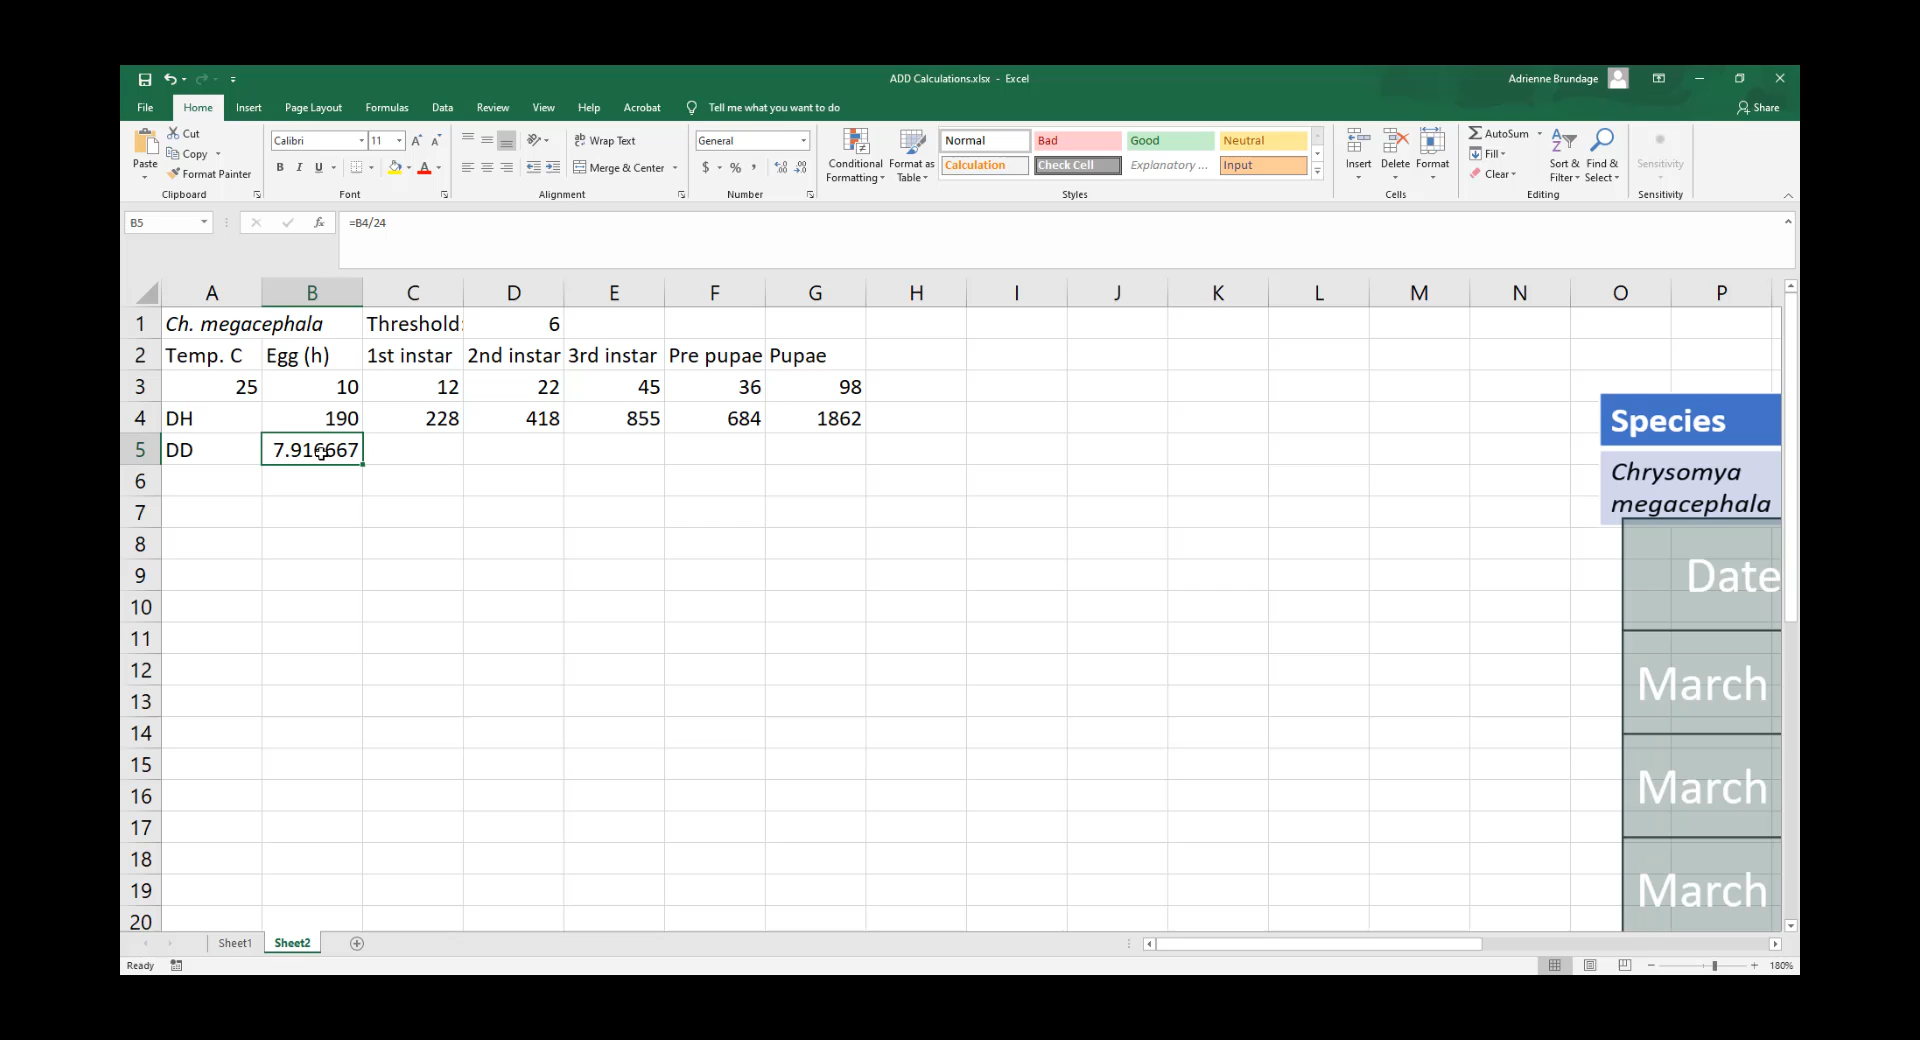 ADD Calculations.xlsx - Excel
Adrienne Brundage
File Home Insert Page Layout Formulas Data Review View Help Acrobat Tell me what you want to do
Share
Paste
Cut
Copy
Format Painter
Clipboard
Calibri 11
B I U
Font
Wrap Text
Merge & Center
Alignment
General
$ % ,
Number
Conditional Formatting
Format as Table
Normal Bad Good Neutral
Calculation Check Cell Explanatory ... Input
Styles
Insert Delete Format
Cells
AutoSum
Fill
Clear
Sort & Filter
Find & Select
Editing
Sensitivity
Sensitivity
B5 fx =B4/24
A B C D E F G H I J K L M N O P
1 Ch. megacephala Threshold: 6
2 Temp. C Egg (h) 1st instar 2nd instar 3rd instar Pre pupae Pupae
3 25 10 12 22 45 36 98
4 DH 190 228 418 855 684 1862
5 DD 7.916667
6
7
8
9
10
11
12
13
14
15
16
17
18
19
20
Species
Chrysomya
megacephala
Date
March
March
March
Sheet1 Sheet2
Ready
180%